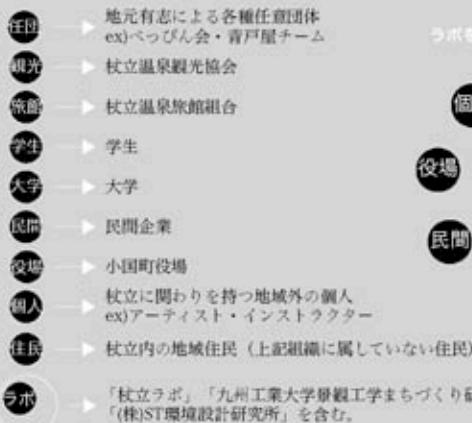 任団 地元有志による各種任意団体
ex)べっぴん会・音戸屋チーム
ラボを
観光 杖立温泉観光協会
旅館 杖立温泉旅館組合
個
学生 学生
役場
大学 大学
民間 民間企業
民間
役場 小国町役場
個人 杖立に関わりを持つ地域外の個人
ex)アーティスト・インストラクター
住民 杖立内の地域住民（上記組織に属していない住民）
ラボ 「杖立ラボ」「九州工業大学景観工学まちづくり研
「(株)ST環境設計研究所」を含む。